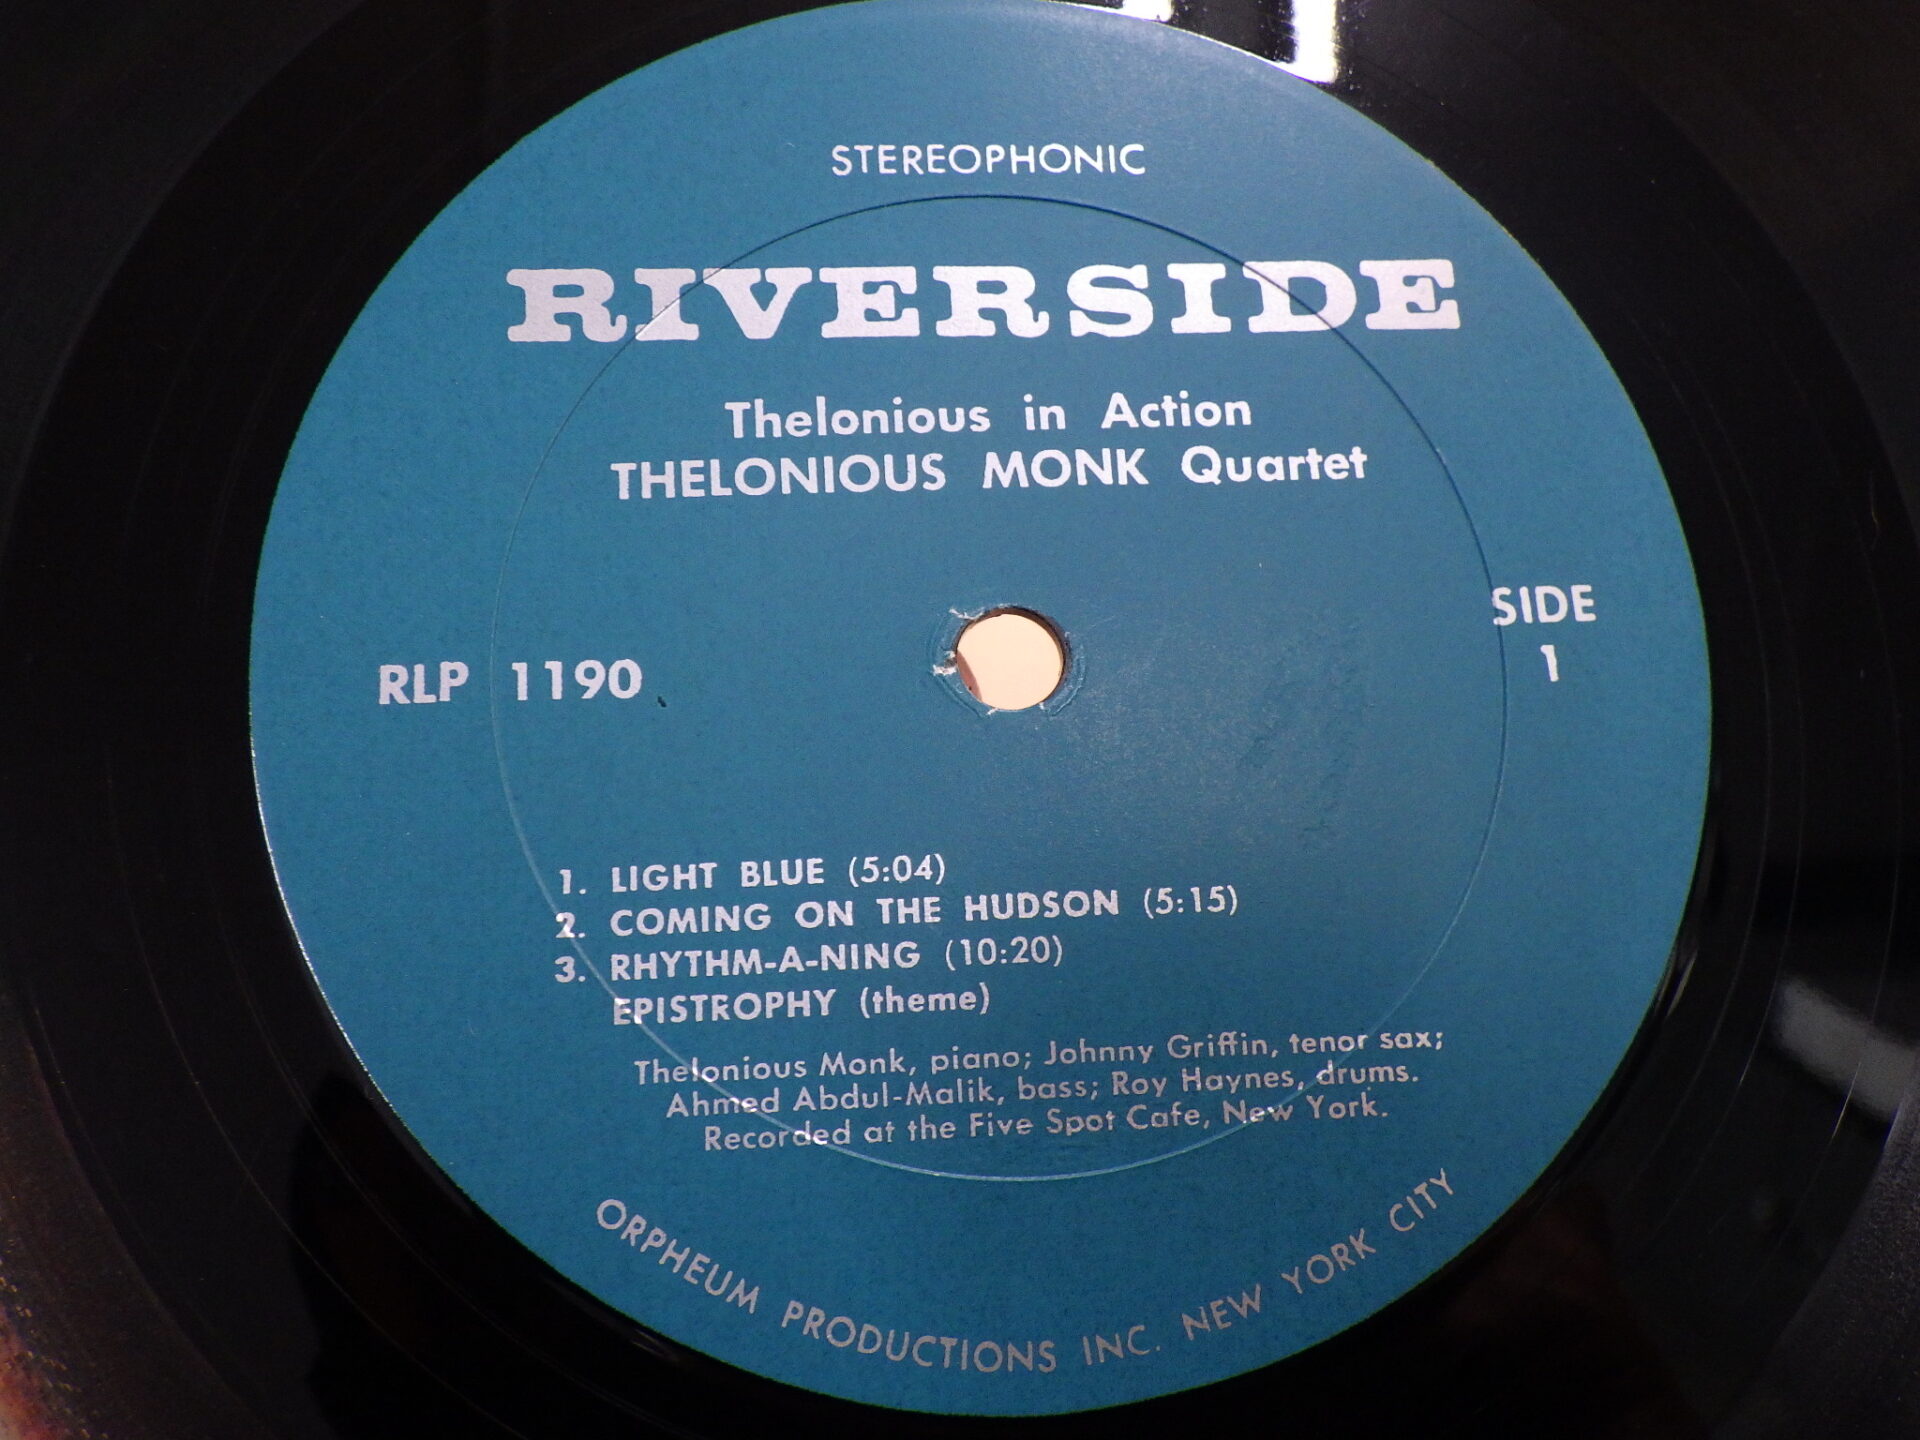 STEREOPHONIC
RIVERSIDE
Thelonious in Action
THELONIOUS MONK Quartet
SIDE
1
RLP 1190
1. LIGHT BLUE (5:04)
2. COMING ON THE HUDSON (5:15)
3. RHYTHM-A-NING (10:20)
EPISTROPHY (theme)
Thelonious Monk, piano; Johnny Griffin, tenor sax;
Ahmed Abdul-Malik, bass; Roy Haynes, drums.
Recorded at the Five Spot Cafe, New York.
ORPHEUM PRODUCTIONS INC. NEW YORK CITY